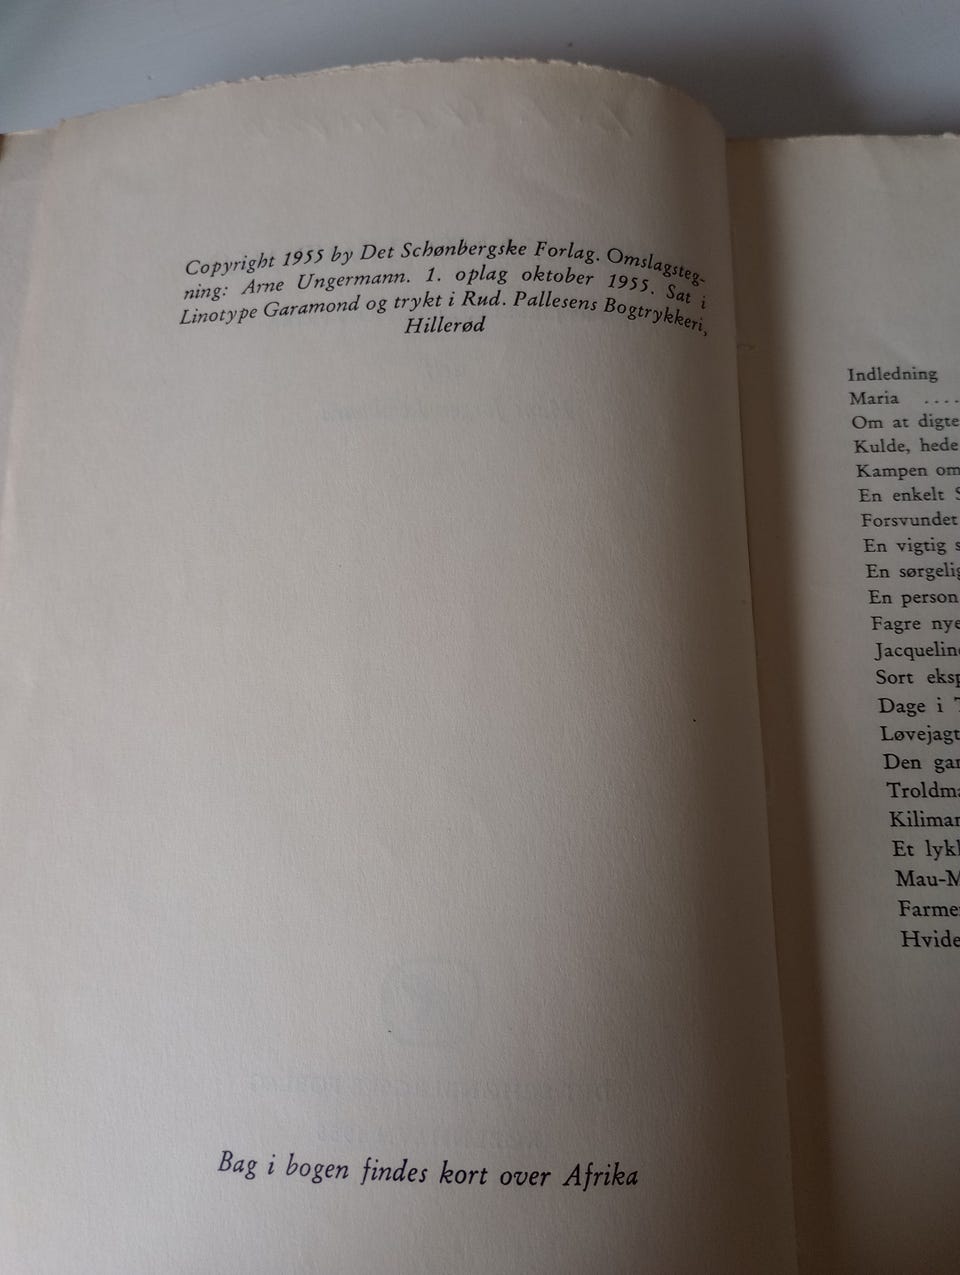 Copyright 1955 by Det Schønbergske Forlag. Omslagsteg-
ning: Arne Ungermann. 1. oplag oktober 1955. Sat i
Linotype Garamond og trykt i Rud. Pallesens Bogtrykkeri,
Hillerød
Bag i bogen findes kort over Afrika
Indledning
Maria ....
Om at digte
Kulde, hede
Kampen om
En enkelt S
Forsvundet
En vigtig s
En sørgelig
En person
Fagre nye
Jacqueline
Sort eksp
Dage i T
Løvejagt
Den gan
Troldma
Kilimar
Et lykk
Mau-M
Farme
Hvide